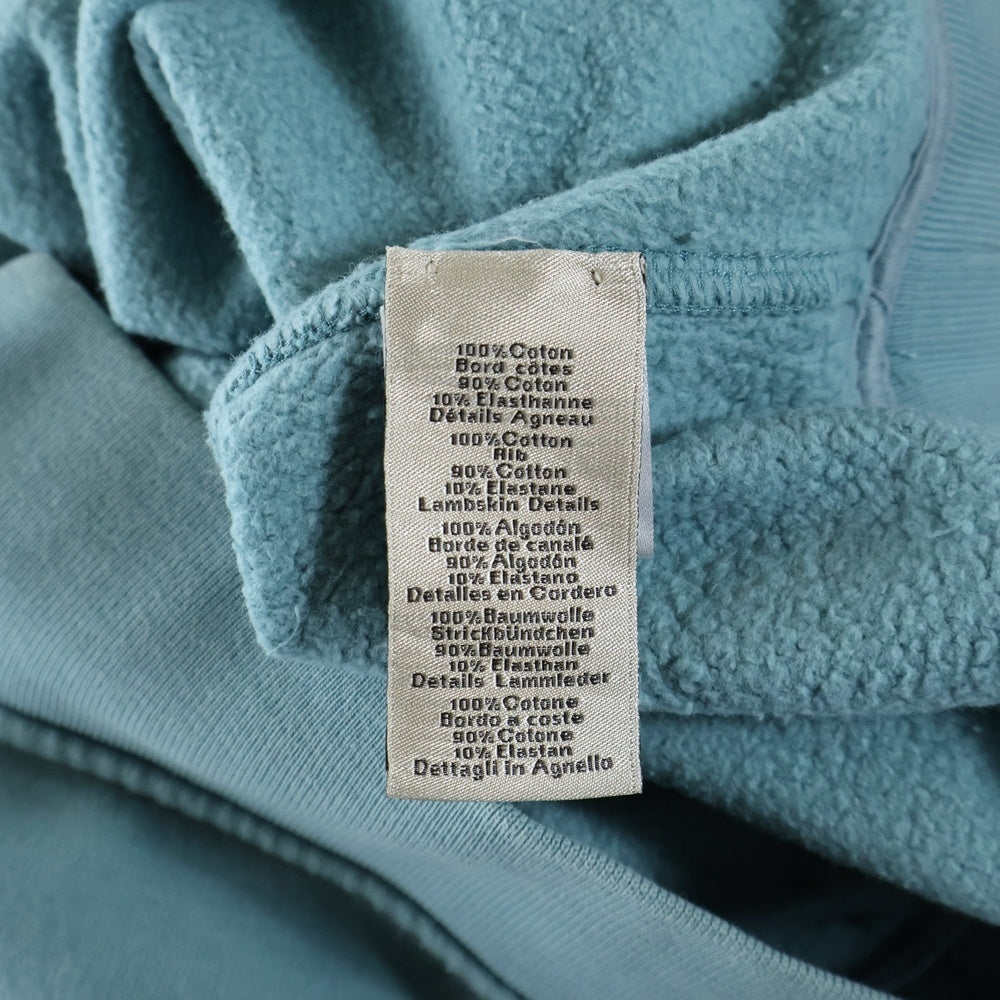 100% Coton
Bord côtes
90% Coton
10% Elasthanne
Détails Agneau
100% Cotton
Rib
90% Cotton
10% Elastane
Lambskin Details
100% Algodón
Borde de canalé
90% Algodón
10% Elastano
Detalles en Cordero
100% Baumwolle
Strickbündchen
90% Baumwolle
10% Elasthan
Details Lammleder
100% Cotone
Bordo a coste
90% Cotone
10% Elastan
Dettagli in Agnello